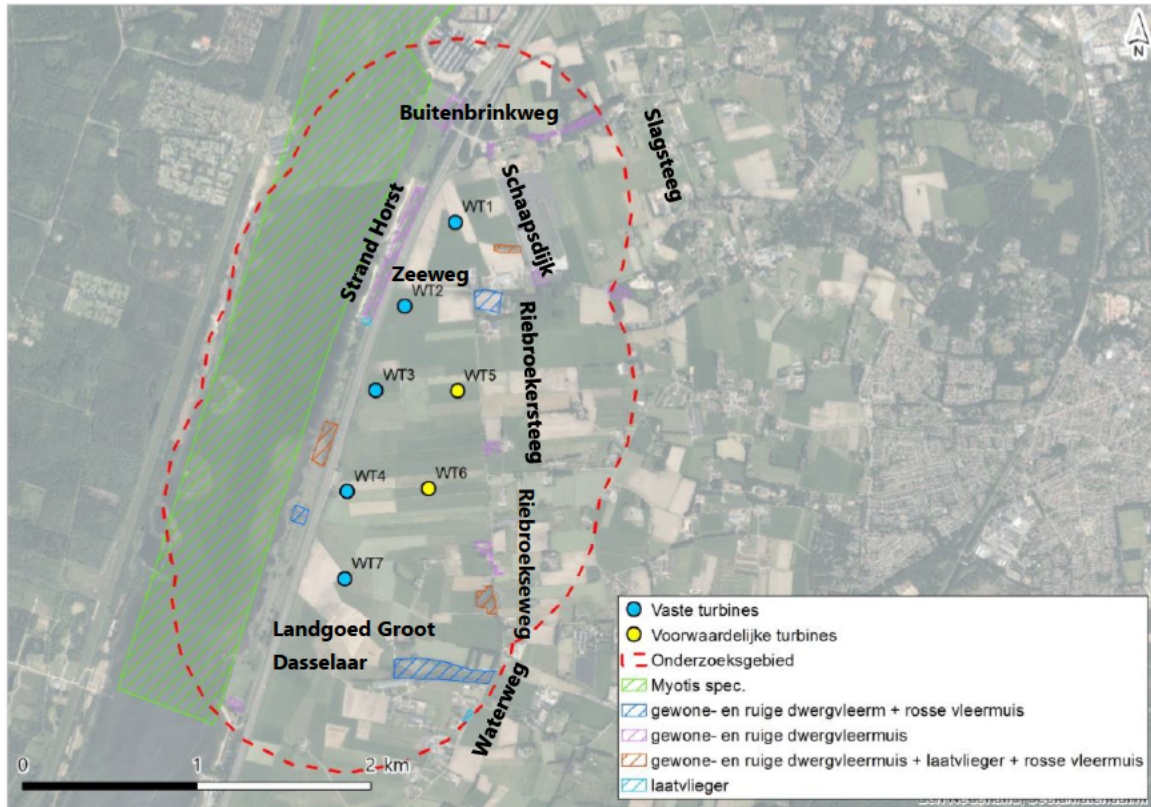 N
Buitenbrinkweg
Slagsteeg
Schaapsdijk
Strand Horst
WT1
Zeeweg
WT2
Riebroekersteeg
WT3
WT5
WT4
WT6
Riebroekseweg
WT7
Landgoed Groot
Dasselaar
Waterweg
0 1 2 km
Vaste turbines
Voorwaardelijke turbines
Onderzoeksgebied
Myotis spec.
gewone- en ruige dwergvleerm + rosse vleermuis
gewone- en ruige dwergvleermuis
gewone- en ruige dwergvleermuis + laatvlieger + rosse vleermuis
laatvlieger